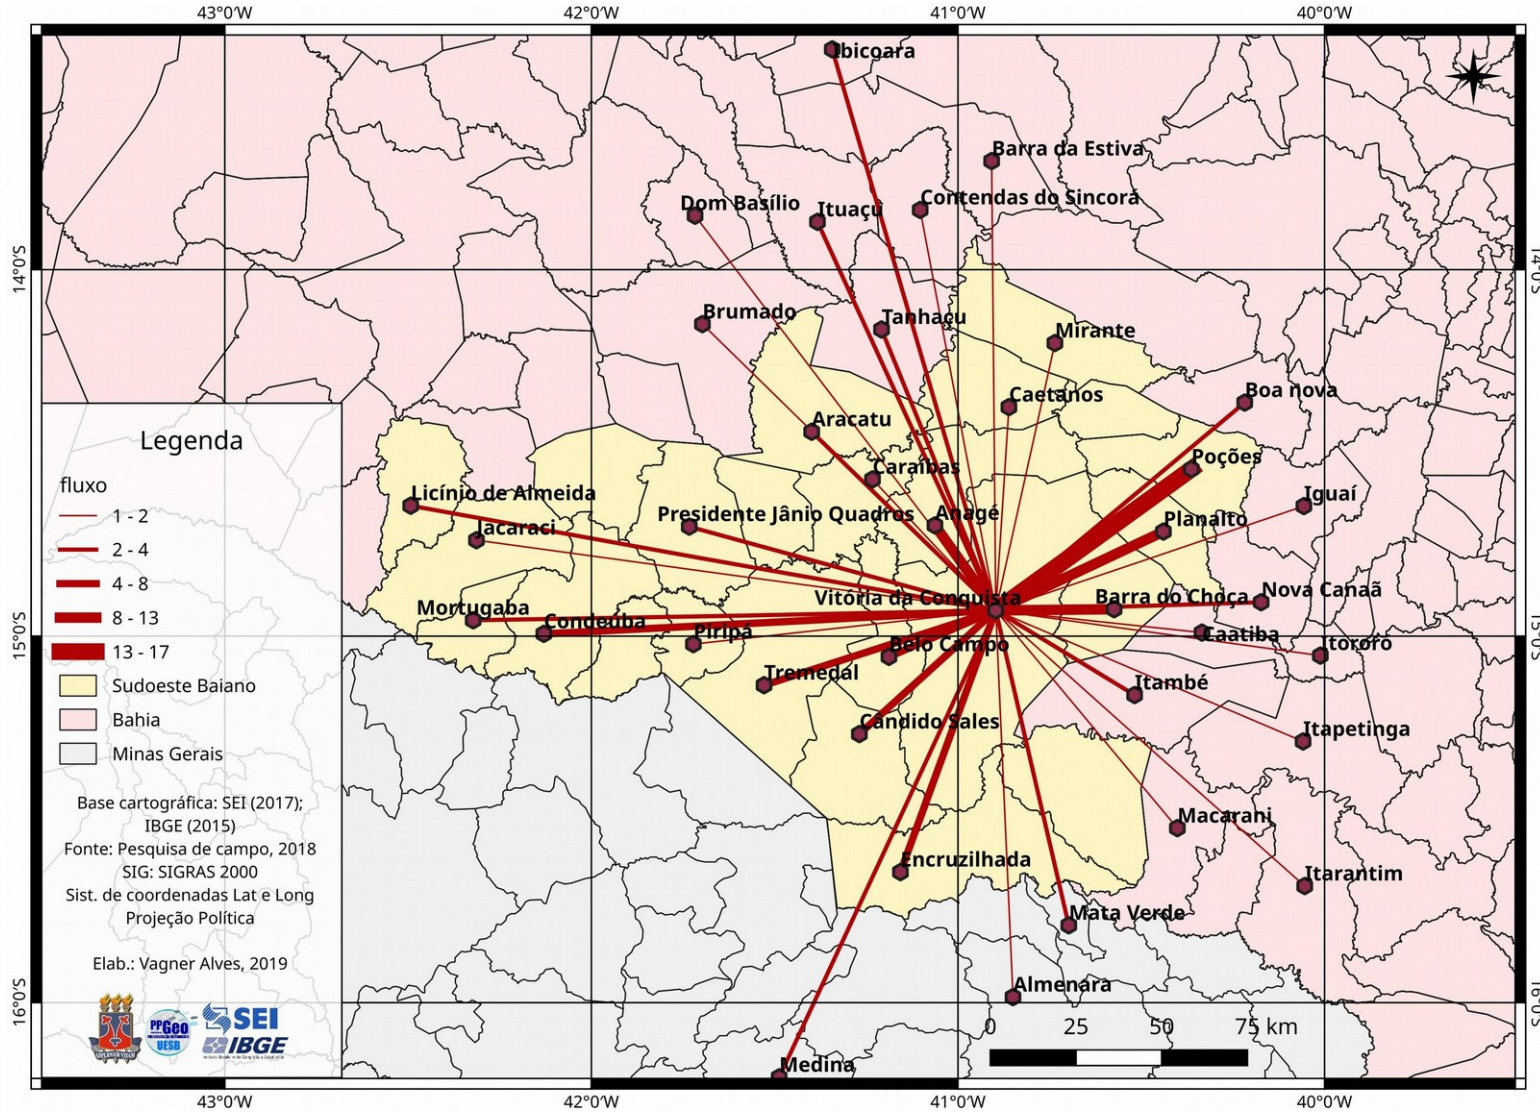 43°0'W 42°0'W 41°0'W 40°0'W
Ibicoara
Barra da Estiva
Contendas do Sincorá
Dom Basílio
Ituaçu
14°0'S
14°0'S
Brumado
Tanhaçu
Mirante
Boa nova
Caetanos
Aracatu
Poções
Caraíbas
Iguaí
Licínio de Almeida
Presidente Jânio Quadros
Anagé
Planalto
Jacaraci
Nova Canaã
Barra do Choça
Vitória da Conquista
Mortugaba
Condeúba
Piripá
Caatiba
Itororó
15°0'S
15°0'S
Belo Campo
Tremedal
Itambé
Cândido Sales
Itapetinga
Macarani
Encruzilhada
Itarantim
Mata Verde
Almenara
16°0'S
16°0'S
Medina
0 25 50 75 km
Legenda
fluxo
1 - 2
2 - 4
4 - 8
8 - 13
13 - 17
Sudoeste Baiano
Bahia
Minas Gerais
Base cartográfica: SEI (2017);
IBGE (2015)
Fonte: Pesquisa de campo, 2018
SIG: SIGRAS 2000
Sist. de coordenadas Lat e Long
Projeção Política
Elab.: Vagner Alves, 2019
PPGeo
UESB
SEI
IBGE
43°0'W 42°0'W 41°0'W 40°0'W